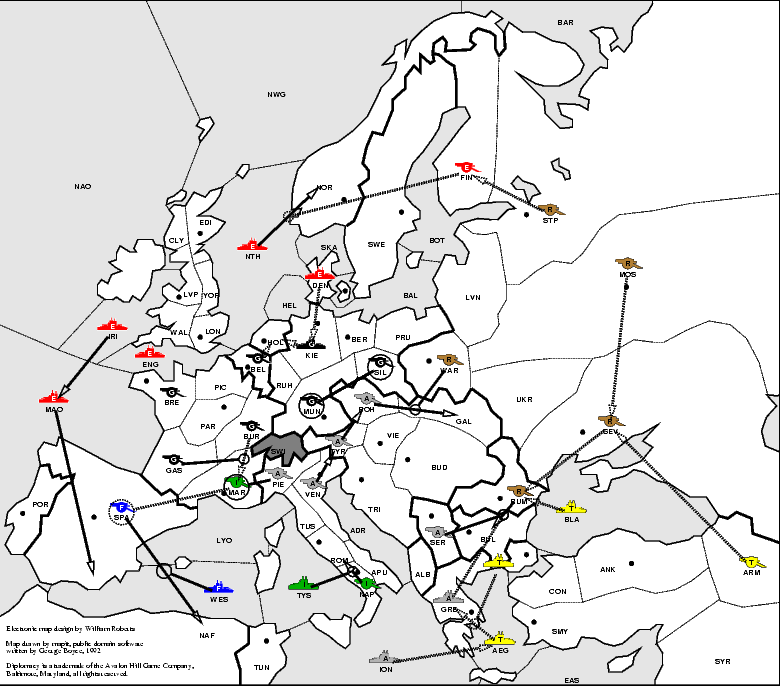 BAR
NWG
NAO
NOR
E
FIN
R
STP
EDI
CLY
E
NTH
SKA
SWE
BOT
R
MOS
E
DEN
LVP
YOR
HEL
BAL
LVN
E
IRI
WAL
LON
HOL
G
KIE
BER
PRU
E
ENG
G
BEL
G
SIL
R
WAR
RUH
PIC
G
BRE
E
MAO
G
MUN
A
BOH
UKR
GAL
R
SEV
PAR
G
BUR
A
TYR
VIE
SWI
BUD
G
GAS
I
MAR
A
PIE
A
VEN
R
RUM
POR
F
SPA
TRI
T
BLA
TUS
ADR
A
SER
BUL
LYO
ROM
APU
ALB
T
ANK
T
ARM
F
WES
I
TYS
I
NAP
CON
A
GRE
NAF
SMY
T
AEG
A
ION
TUN
SYR
EAS
Electronic map design by William Roberts
Map drawn by mapit, public domain software
written by George Boyce, 1992
Diplomacy is a trademark of the Avalon Hill Game Company,
Baltimore, Maryland, all rights reserved.